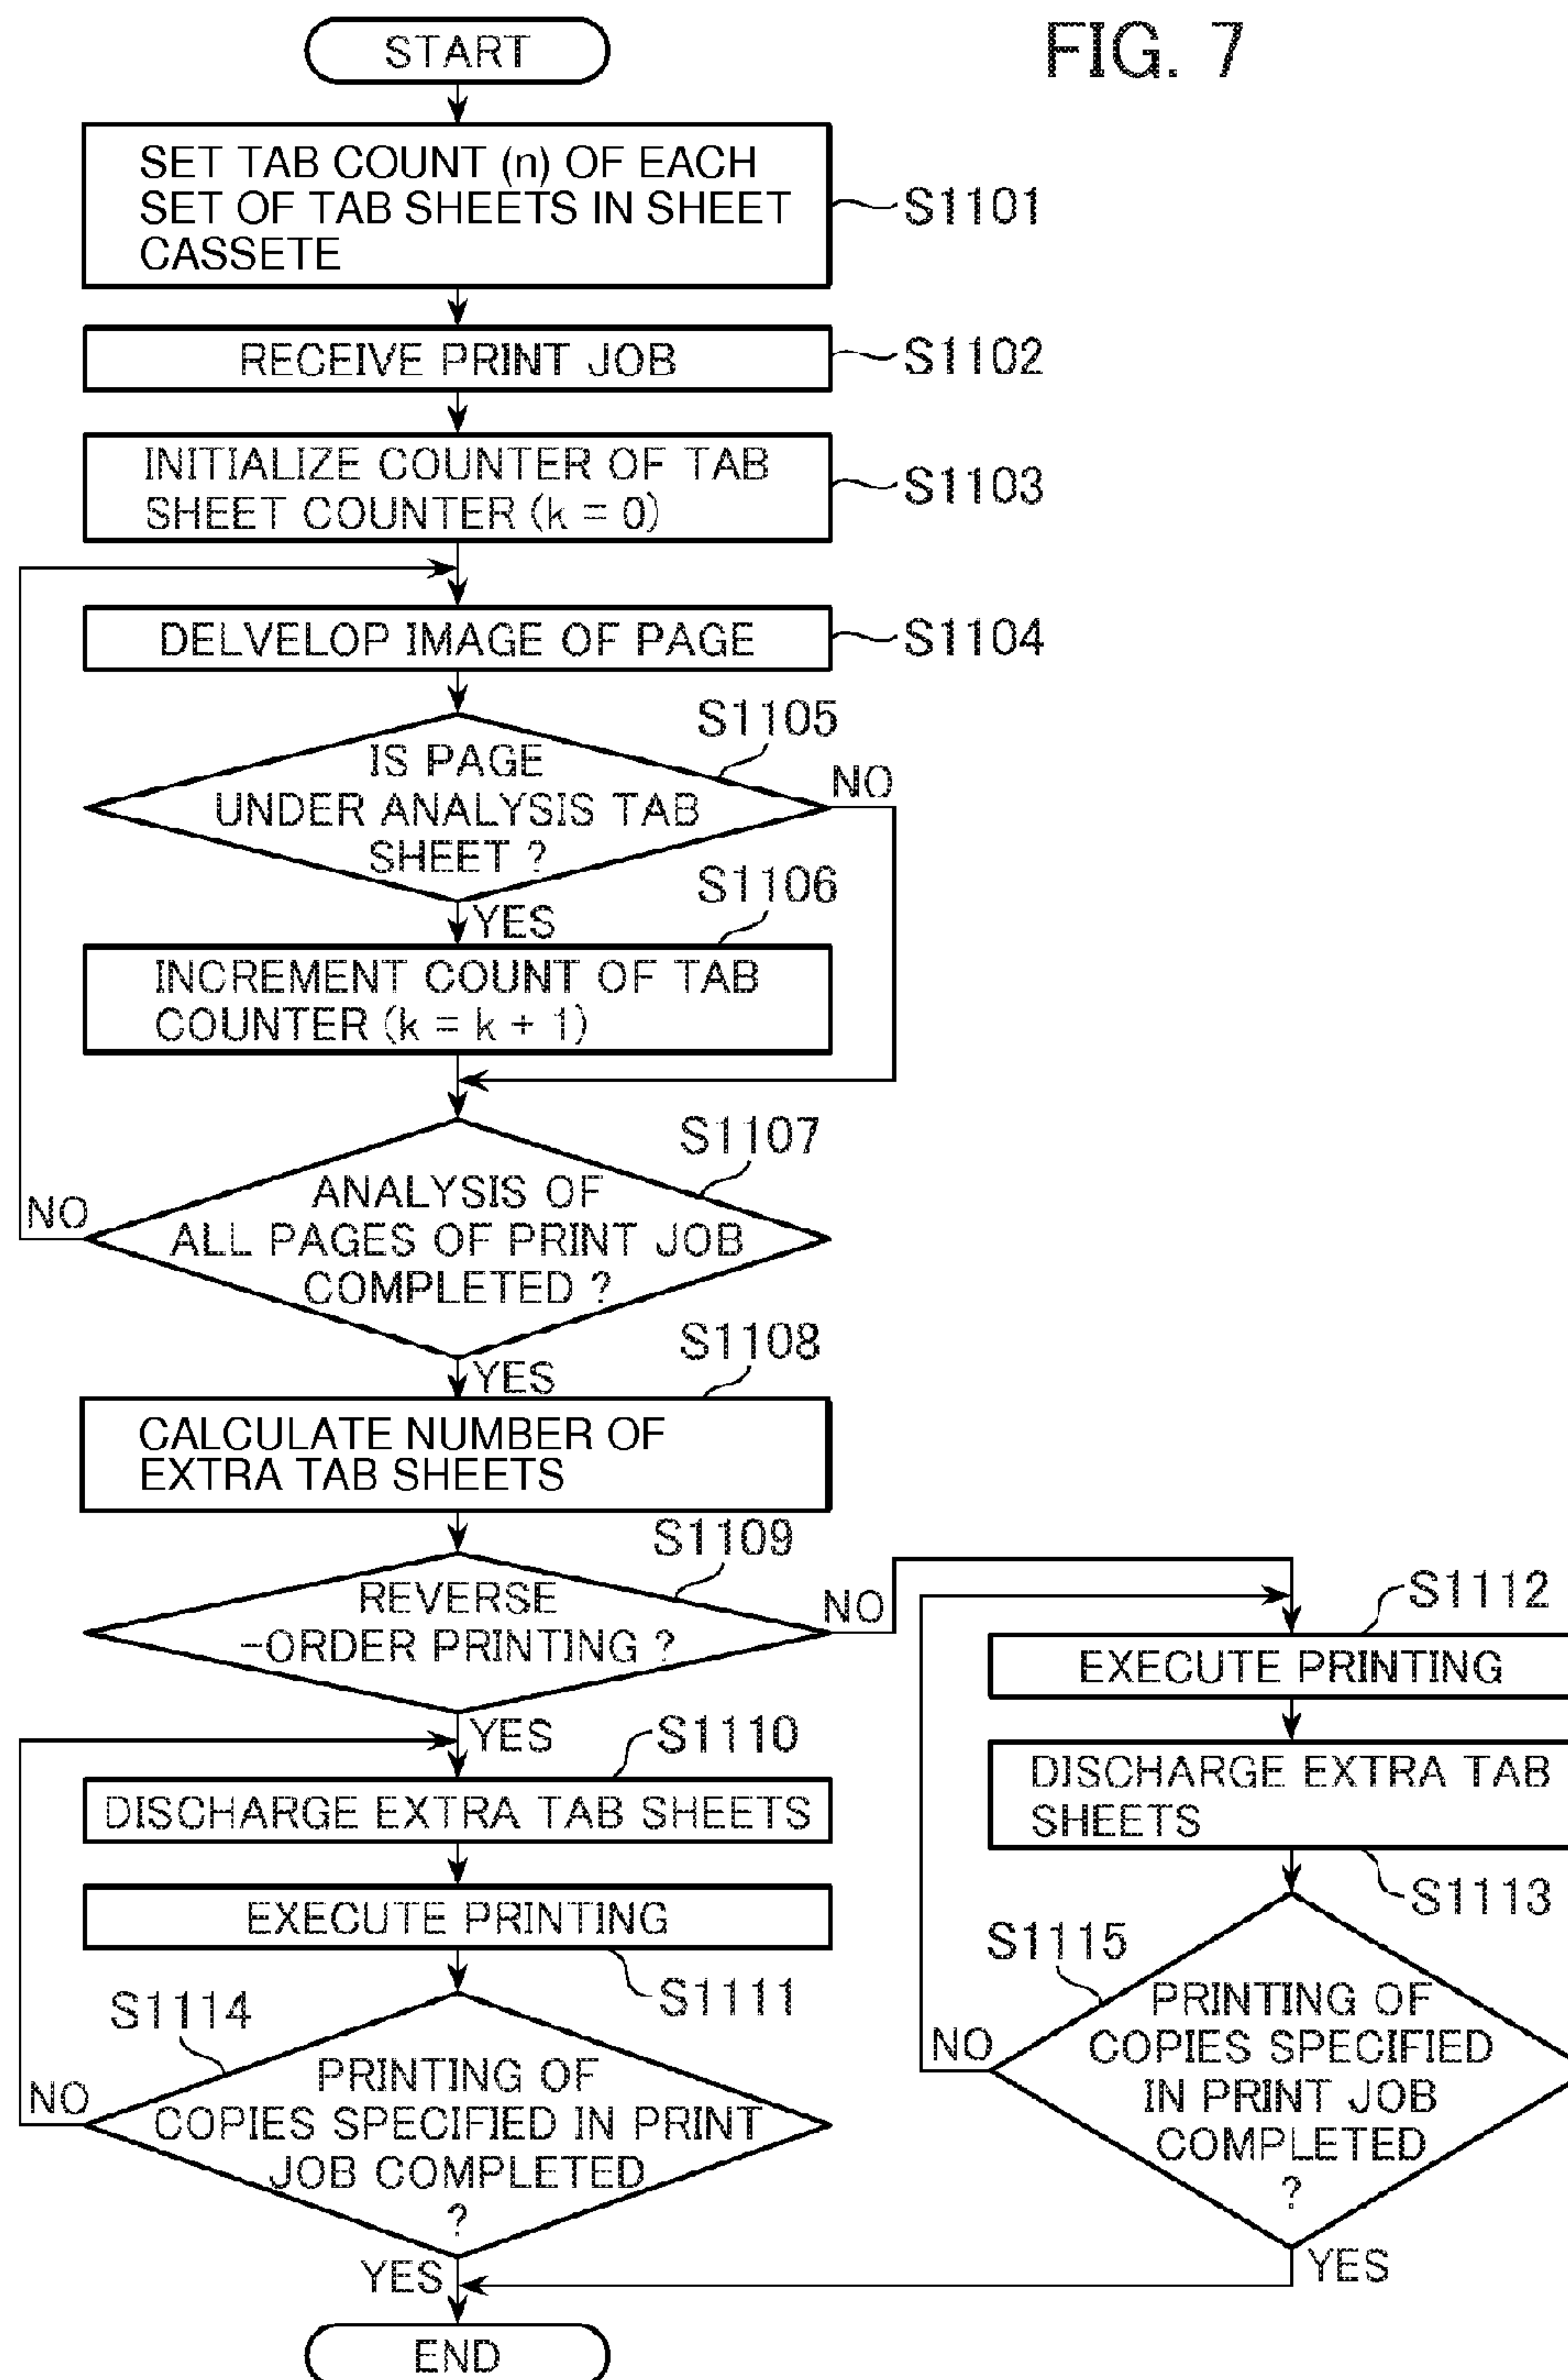 FIG. 7
START
SET TAB COUNT (n) OF EACH
SET OF TAB SHEETS IN SHEET
CASSETE
S1101
RECEIVE PRINT JOB
S1102
INITIALIZE COUNTER OF TAB
SHEET COUNTER (k = 0)
S1103
DELVELOP IMAGE OF PAGE
S1104
S1105
IS PAGE
UNDER ANALYSIS TAB
SHEET ?
NO
YES
S1106
INCREMENT COUNT OF TAB
COUNTER (k = k + 1)
S1107
ANALYSIS OF
ALL PAGES OF PRINT JOB
COMPLETED ?
NO
YES
S1108
CALCULATE NUMBER OF
EXTRA TAB SHEETS
S1109
REVERSE
-ORDER PRINTING ?
NO
YES
S1110
DISCHARGE EXTRA TAB SHEETS
EXECUTE PRINTING
S1111
S1114
PRINTING OF
COPIES SPECIFIED IN PRINT
JOB COMPLETED
?
NO
YES
S1112
EXECUTE PRINTING
DISCHARGE EXTRA TAB
SHEETS
S1113
S1115
PRINTING OF
COPIES SPECIFIED
IN PRINT JOB
COMPLETED
?
NO
YES
END